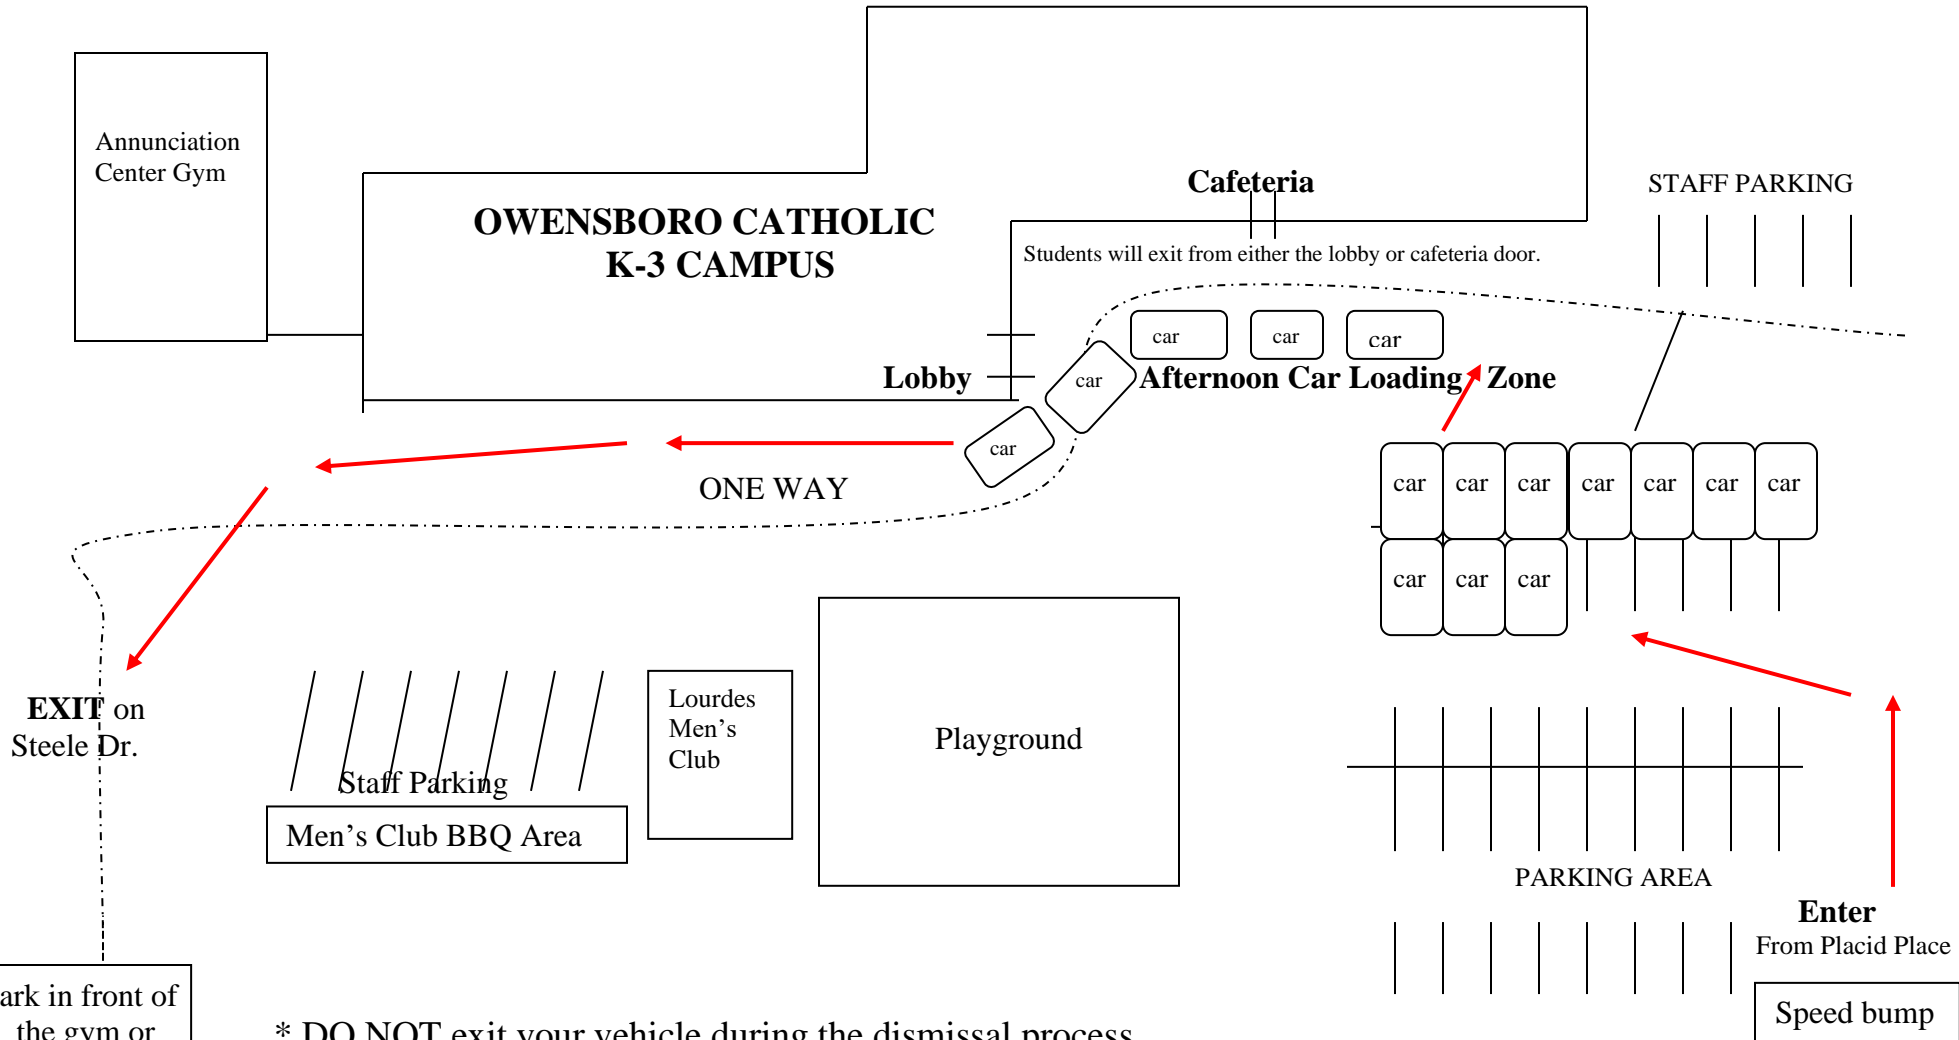 Annunciation
Center Gym
OWENSBORO CATHOLIC
K-3 CAMPUS
Cafeteria
STAFF PARKING
Students will exit from either the lobby or cafeteria door.
car
car
car
car
Lobby
Afternoon Car Loading Zone
car
ONE WAY
car
car
car
car
car
car
car
car
car
car
EXIT on
Steele Dr.
Lourdes
Men's
Club
Playground
Staff Parking
Men's Club BBQ Area
PARKING AREA
Enter
From Placid Place
ark in front of
the gym or
Speed bump
* DO NOT exit your vehicle during the dismissal process